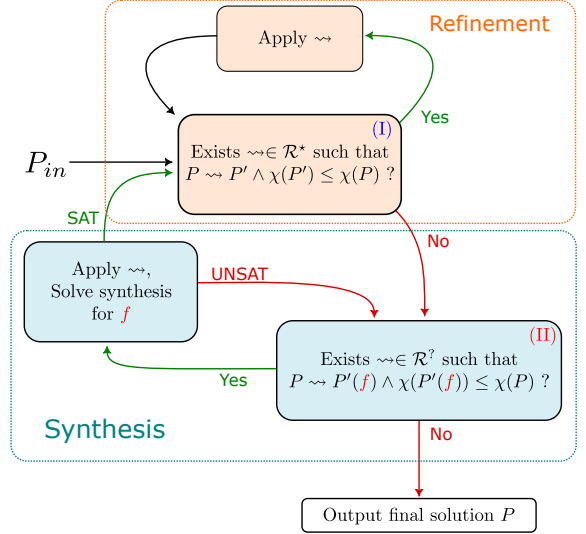 Refinement
Apply ⇝
(I)
Yes
Exists ⇝∈ R⋆ such that
P ⇝ P′ ∧ χ(P′) ≤ χ(P) ?
P_in
SAT
No
Apply ⇝,
Solve synthesis
for f
UNSAT
(II)
Exists ⇝∈ R? such that
P ⇝ P′(f) ∧ χ(P′(f)) ≤ χ(P) ?
Yes
Synthesis
No
Output final solution P